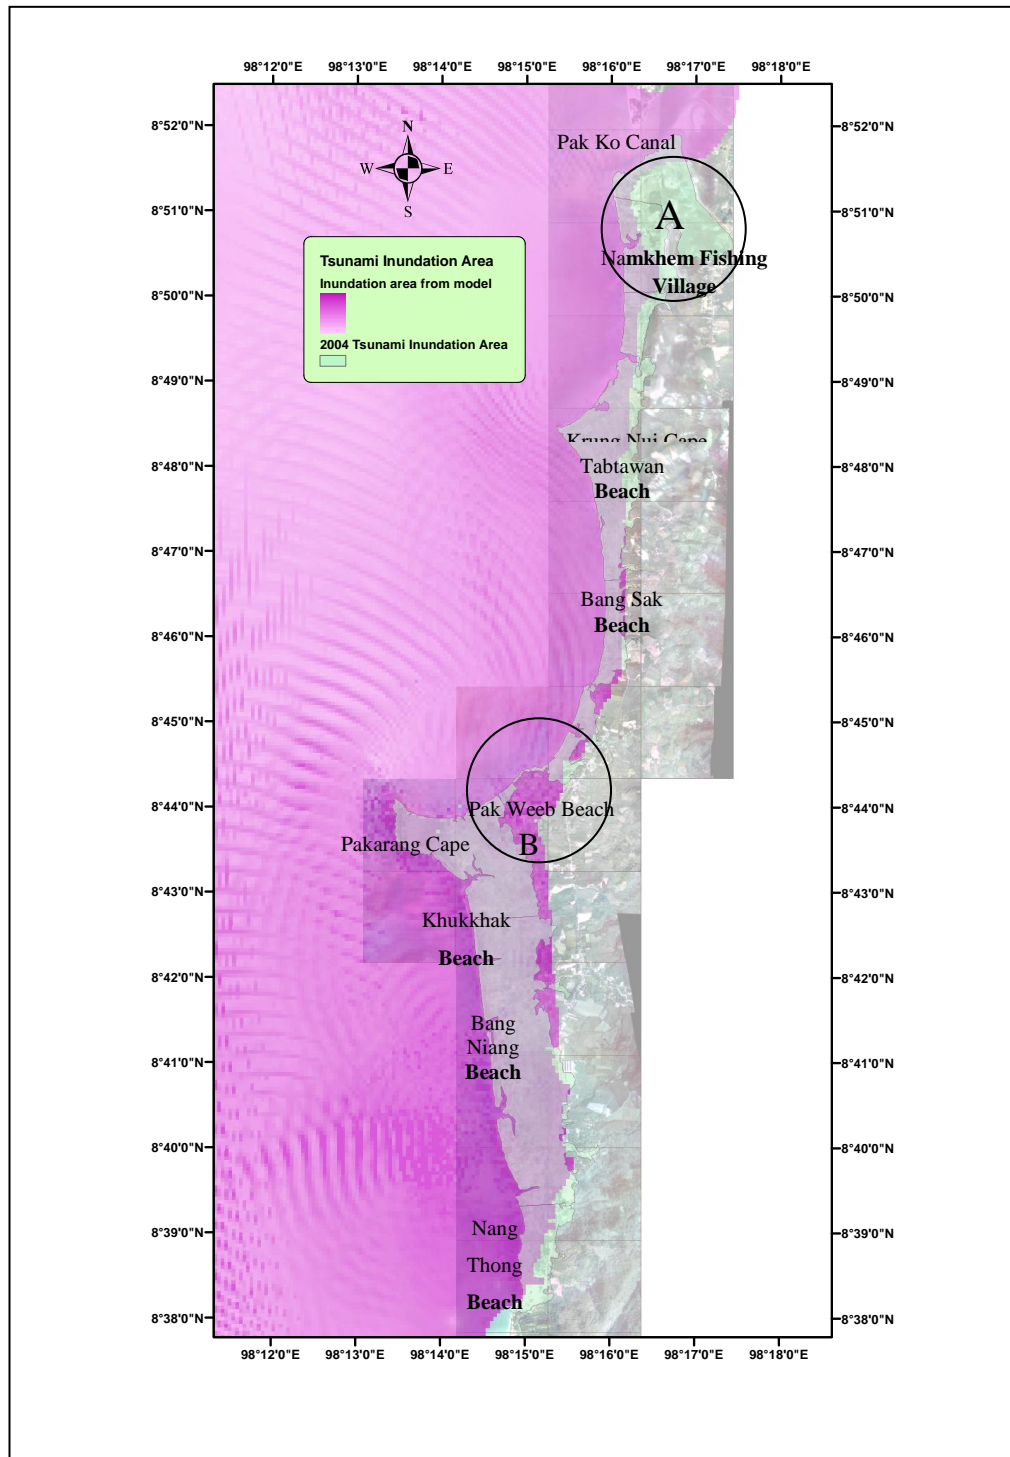 98°12'0"E 98°13'0"E 98°14'0"E 98°15'0"E 98°16'0"E 98°17'0"E 98°18'0"E
8°52'0"N 8°52'0"N
N
W E
S
Pak Ko Canal
8°51'0"N 8°51'0"N
A
Namkhem Fishing
Village
Tsunami Inundation Area
Inundation area from model
2004 Tsunami Inundation Area
8°50'0"N 8°50'0"N
8°49'0"N 8°49'0"N
Krung Nui Cape
8°48'0"N 8°48'0"N
Tabtawan
Beach
8°47'0"N 8°47'0"N
Bang Sak
Beach
8°46'0"N 8°46'0"N
8°45'0"N 8°45'0"N
8°44'0"N 8°44'0"N
Pak Weeb Beach
B
Pakarang Cape
8°43'0"N 8°43'0"N
Khukkhak
Beach
8°42'0"N 8°42'0"N
Bang
Niang
Beach
8°41'0"N 8°41'0"N
8°40'0"N 8°40'0"N
8°39'0"N 8°39'0"N
Nang
Thong
Beach
8°38'0"N 8°38'0"N
98°12'0"E 98°13'0"E 98°14'0"E 98°15'0"E 98°16'0"E 98°17'0"E 98°18'0"E